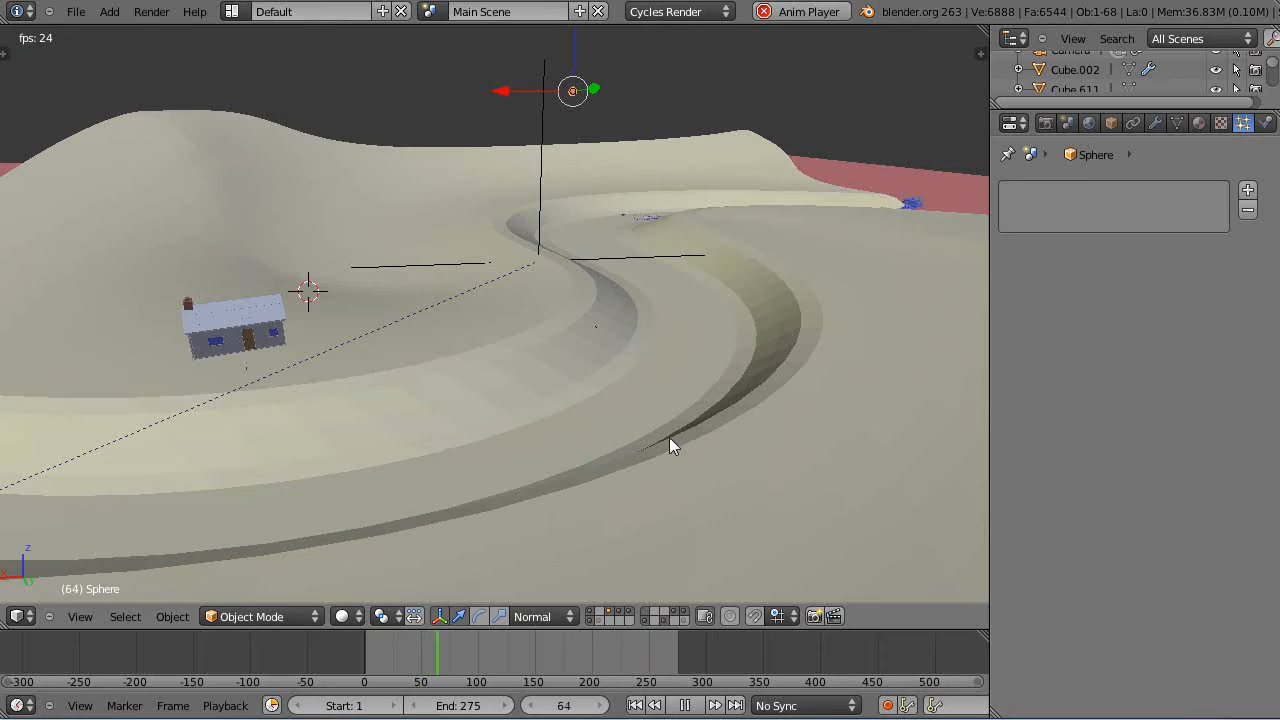 File Add Render Help Default Main Scene Cycles Render Anim Player blender.org 263 | Ve:6888 | Fa:6544 | Ob:1-68 | La:0 | Mem:36.83M (0.10M) |
fps: 24
View Search All Scenes
Cube.002
Cube.611
Sphere
z
(64) Sphere
View Select Object Object Mode Normal
-300 -250 -200 -150 -100 -50 0 50 100 150 200 250 300 350 400 450 500
View Marker Frame Playback Start: 1 End: 275 64 No Sync